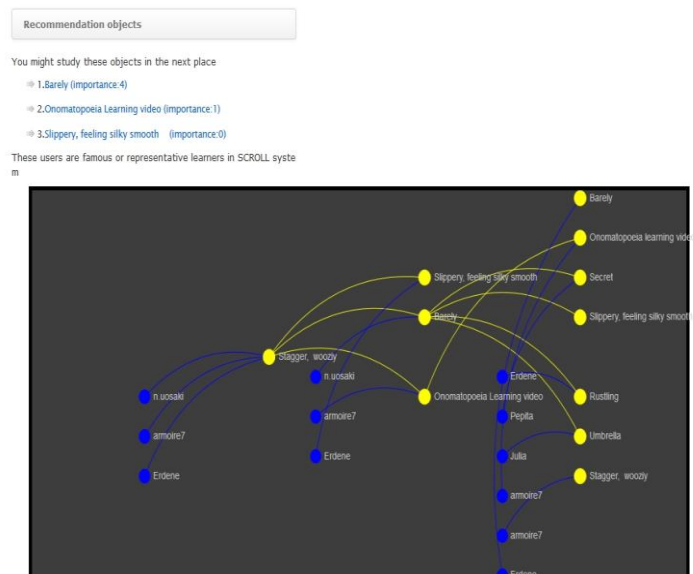 Recommendation objects
You might study these objects in the next place
1.Barely (importance:4)
2.Onomatopoeia Learning video (importance:1)
3.Slippery, feeling silky smooth (importance:0)
These users are famous or representative learners in SCROLL syste
m
Barely
Onomatopoeia learning vide
Slippery, feeling silky smooth
Secret
Barely
Slippery, feeling silky smooth
Stagger, woozly
n.uosaki
Erdene
n.uosaki
Onomatopoeia Learning video
Rustling
armoire7
Pepita
armoire7
Umbrella
Erdene
Julia
Erdene
Stagger, woozly
armoire7
armoire7
Erdene